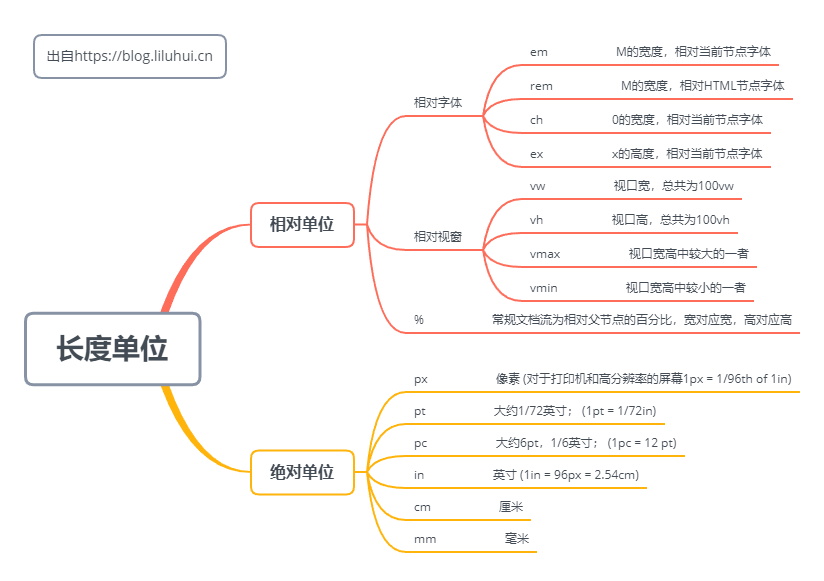 出自https://blog.liluhui.cn
长度单位
相对单位
相对字体
em M的宽度，相对当前节点字体
rem M的宽度，相对HTML节点字体
ch 0的宽度，相对当前节点字体
ex x的高度，相对当前节点字体
相对视窗
vw 视口宽，总共为100vw
vh 视口高，总共为100vh
vmax 视口宽高中较大的一者
vmin 视口宽高中较小的一者
% 常规文档流为相对父节点的百分比，宽对应宽，高对应高
绝对单位
px 像素 (对于打印机和高分辨率的屏幕1px = 1/96th of 1in)
pt 大约1/72英寸； (1pt = 1/72in)
pc 大约6pt，1/6英寸； (1pc = 12 pt)
in 英寸 (1in = 96px = 2.54cm)
cm 厘米
mm 毫米